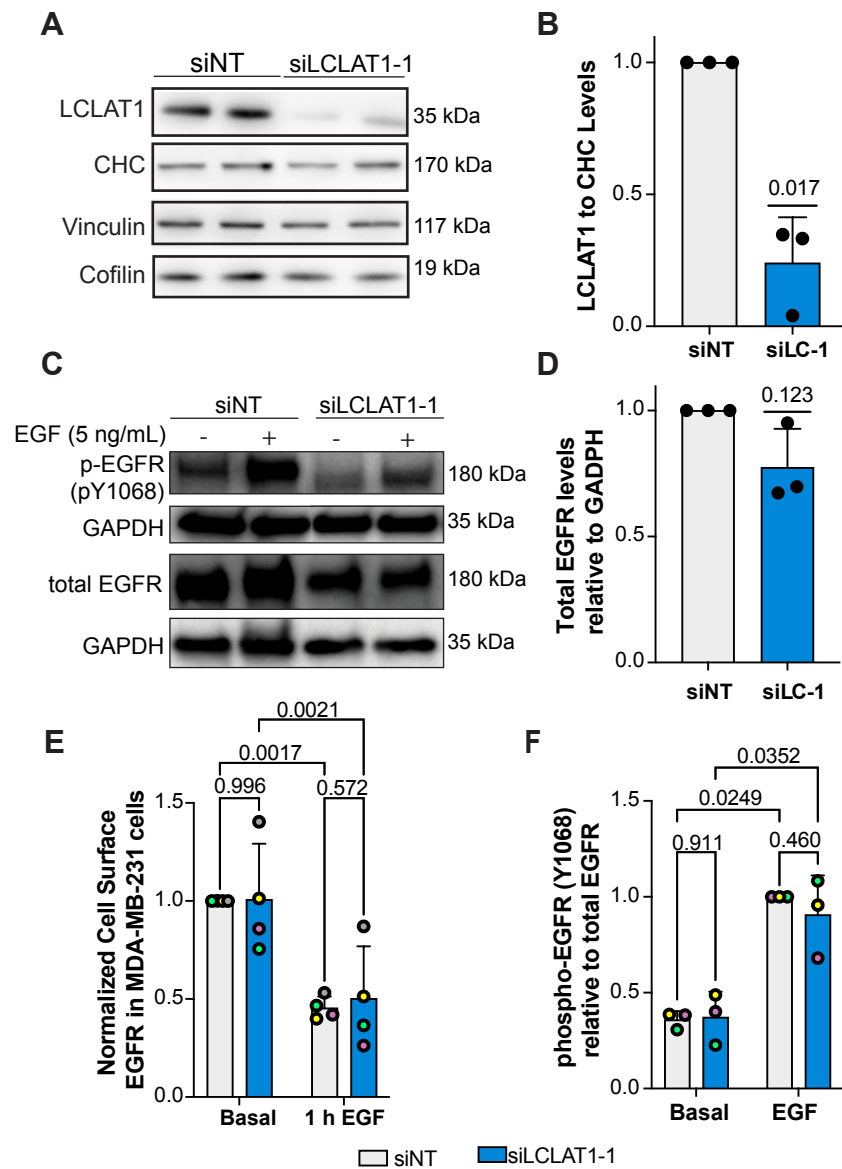 A
siNT siLCLAT1-1
LCLAT1 35 kDa
CHC 170 kDa
Vinculin 117 kDa
Cofilin 19 kDa
B
LCLAT1 to CHC Levels
1.0
0.5
0.0
0.017
siNT siLC-1
C
siNT siLCLAT1-1
EGF (5 ng/mL) - + - +
p-EGFR
(pY1068)
180 kDa
GAPDH 35 kDa
total EGFR 180 kDa
GAPDH 35 kDa
D
Total EGFR levels
relative to GADPH
1.0
0.5
0.0
0.123
siNT siLC-1
E
Normalized Cell Surface
EGFR in MDA-MB-231 cells
0.0021
0.0017
0.996 0.572
1.5
1.0
0.5
0.0
Basal 1 h EGF
F
phospho-EGFR (Y1068)
relative to total EGFR
0.0352
0.0249
0.911 0.460
1.5
1.0
0.5
0.0
Basal EGF
siNT siLCLAT1-1